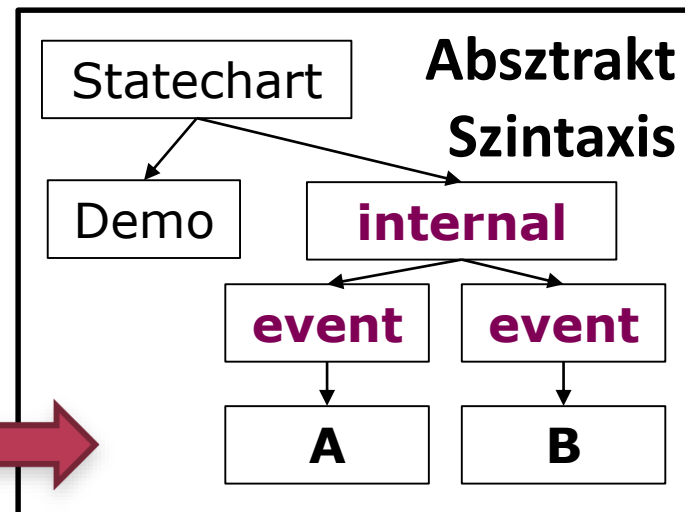 Absztrakt
Szintaxis
Statechart
Demo
internal
event
event
A
B